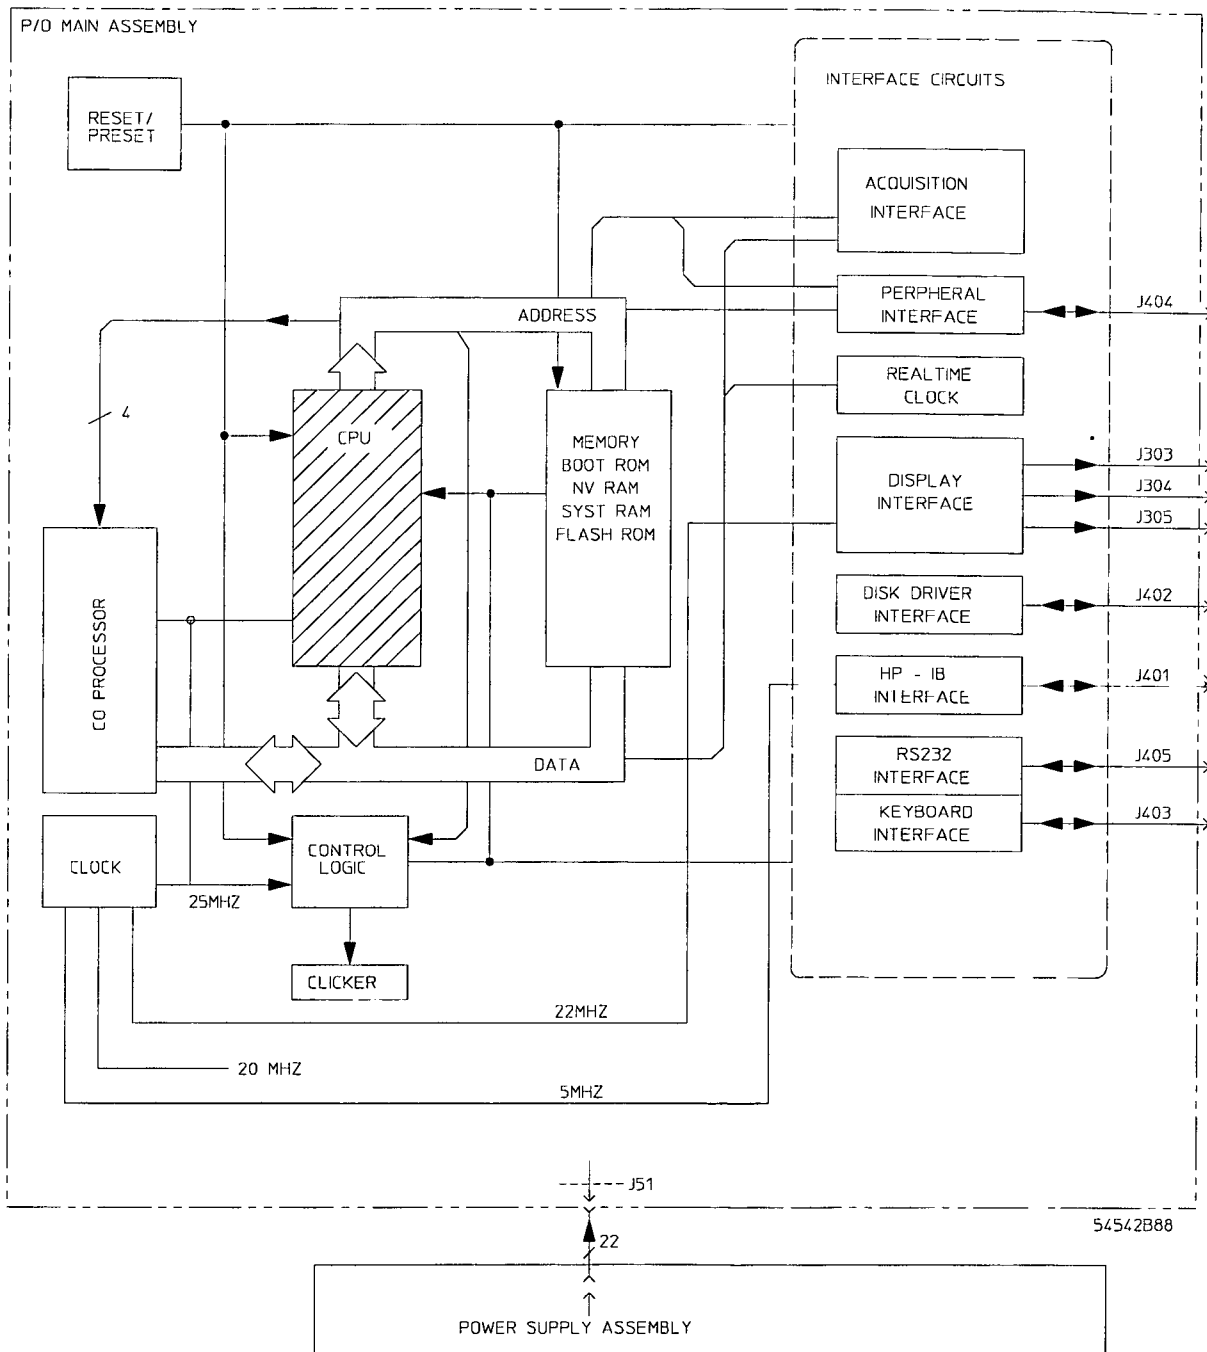 P/O MAIN ASSEMBLY
RESET/
PRESET
INTERFACE CIRCUITS
ACQUISITION
INTERFACE
PERPHERAL
INTERFACE
J404
ADDRESS
REALTIME
CLOCK
4
CPU
MEMORY
BOOT ROM
NV RAM
SYST RAM
FLASH ROM
DISPLAY
INTERFACE
J303
J304
J305
CO PROCESSOR
DISK DRIVER
INTERFACE
J402
HP - IB
INTERFACE
J401
DATA
RS232
INTERFACE
J405
KEYBOARD
INTERFACE
J403
CLOCK
25MHZ
CONTROL
LOGIC
CLICKER
22MHZ
20 MHZ
5MHZ
J51
54542B88
22
POWER SUPPLY ASSEMBLY